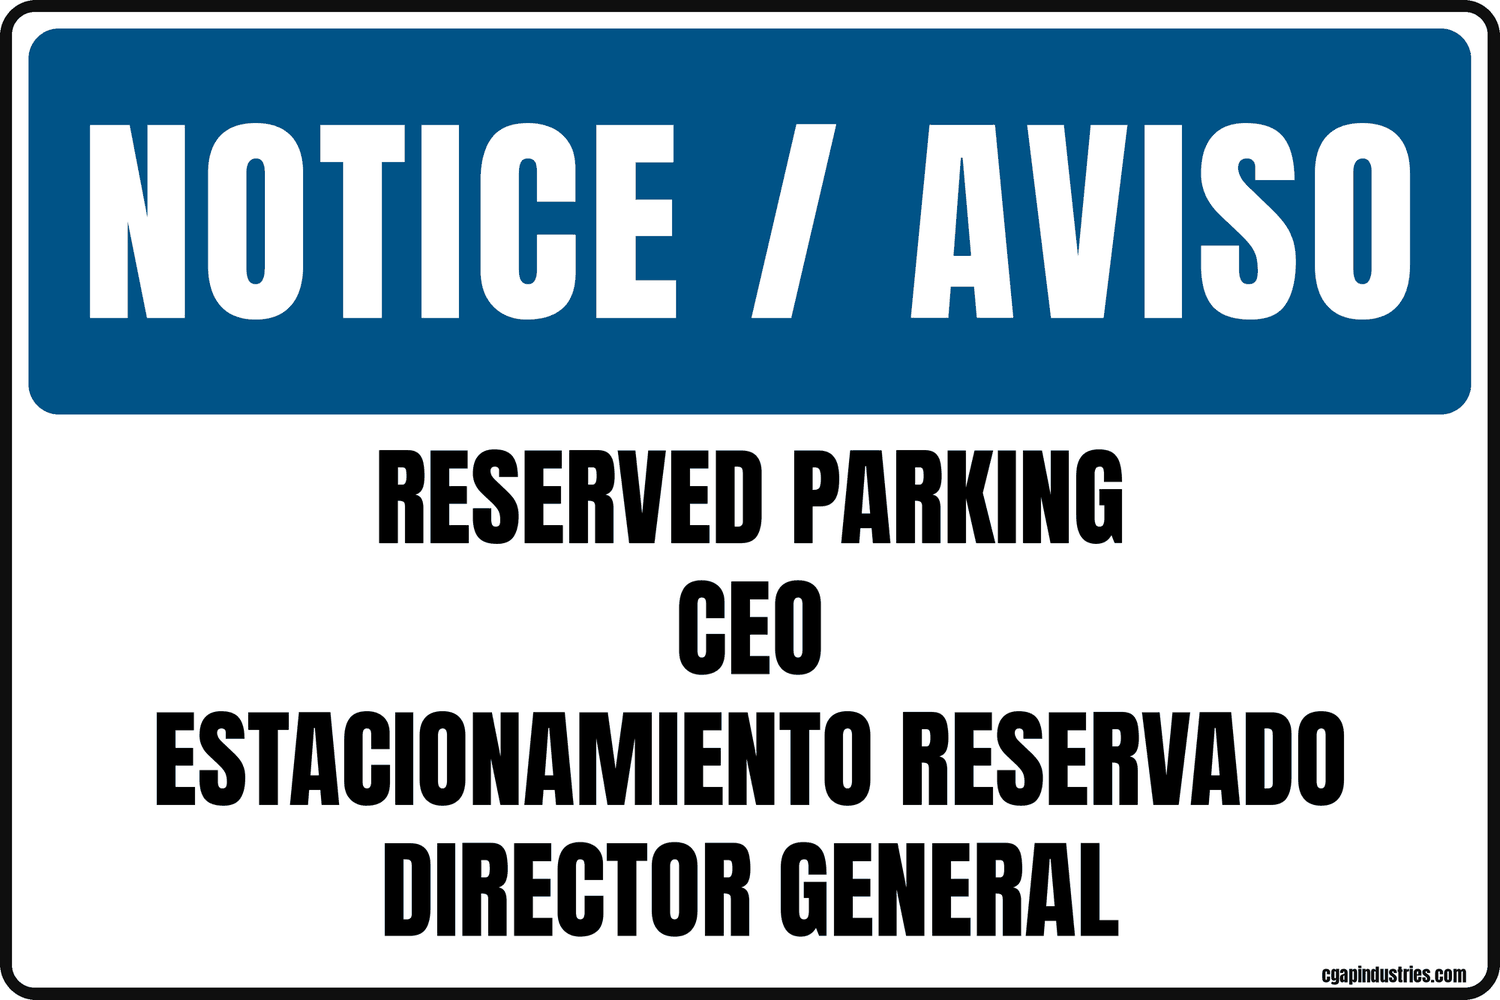 NOTICE / AVISO
RESERVED PARKING
CEO
ESTACIONAMIENTO RESERVADO
DIRECTOR GENERAL
cgapindustries.com